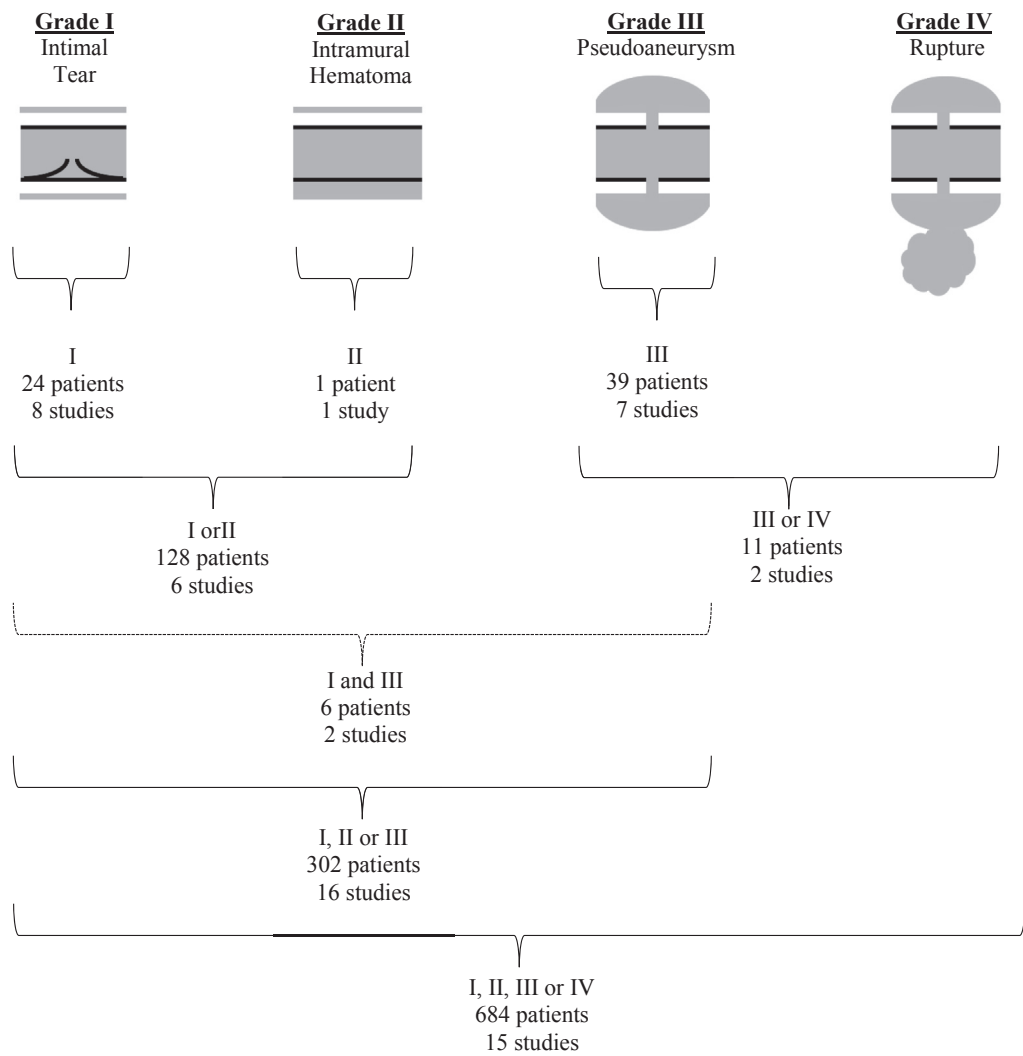 Grade I
Intimal
Tear
Grade II
Intramural
Hematoma
Grade III
Pseudoaneurysm
Grade IV
Rupture
I
24 patients
8 studies
II
1 patient
1 study
III
39 patients
7 studies
I orII
128 patients
6 studies
III or IV
11 patients
2 studies
I and III
6 patients
2 studies
I, II or III
302 patients
16 studies
I, II, III or IV
684 patients
15 studies